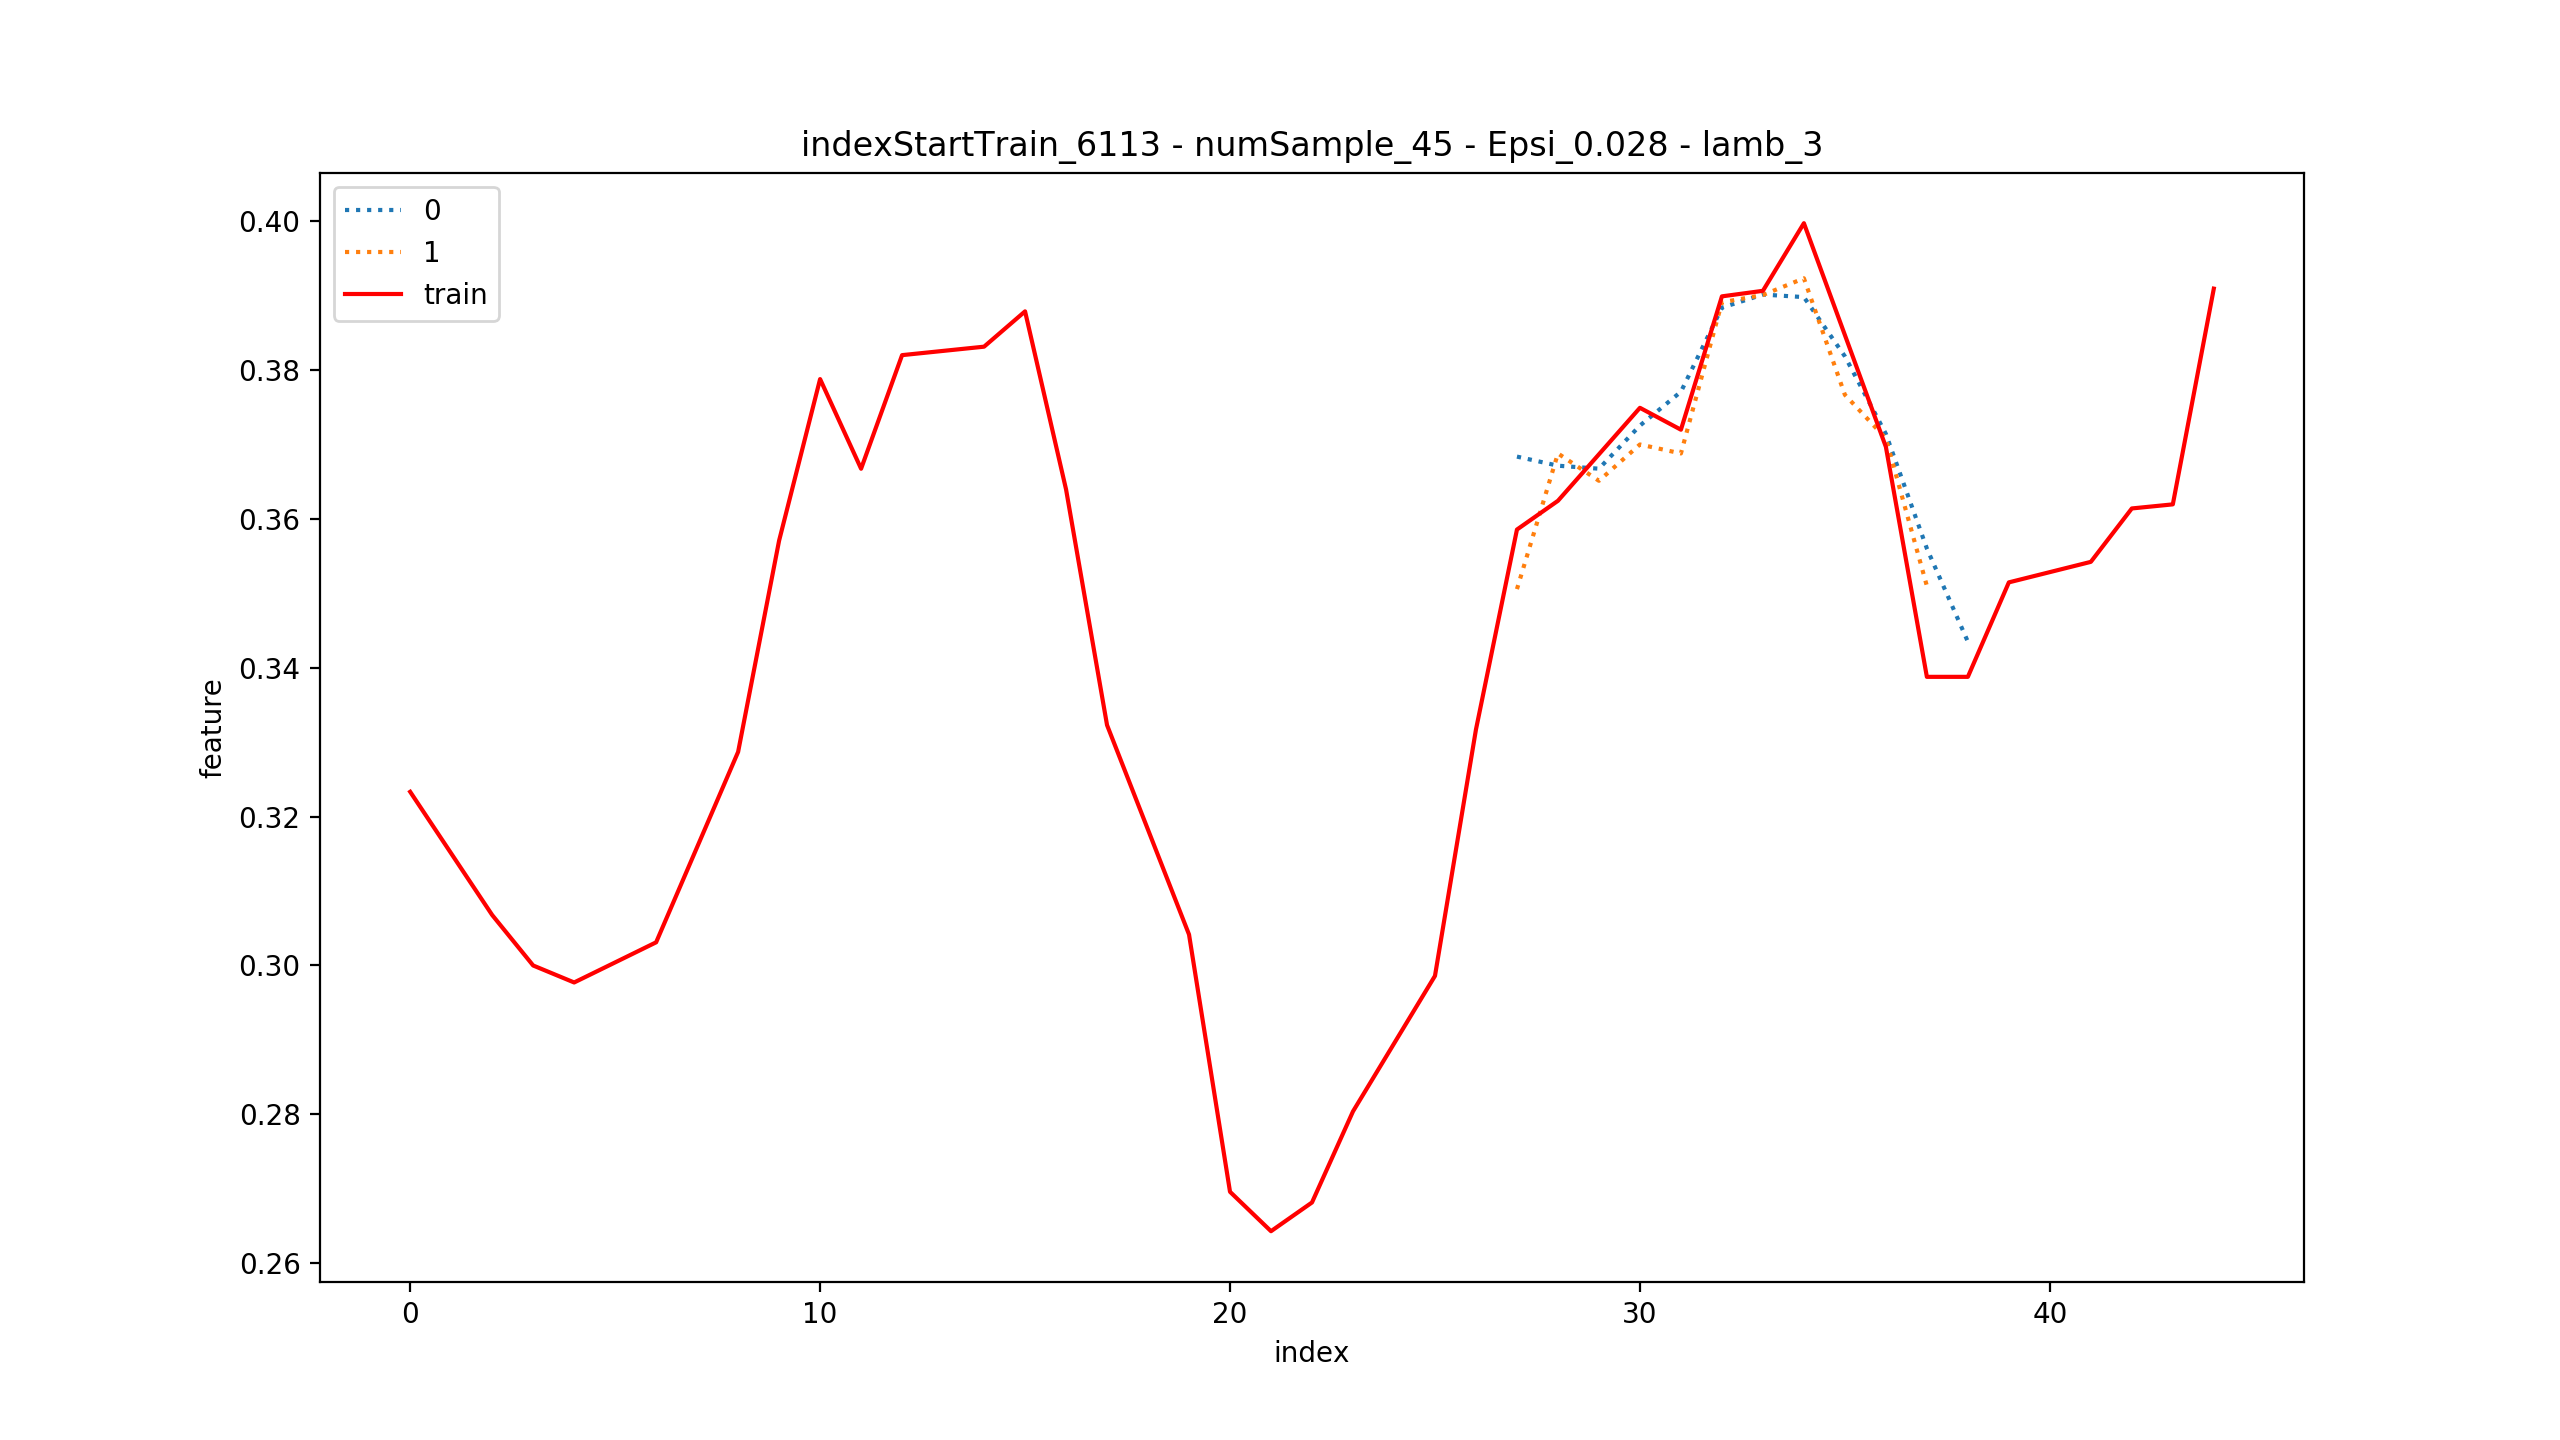 indexStartTrain_6113 - numSample_45 - Epsi_0.028 - lamb_3
0
1
train
0.40
0.38
0.36
0.34
0.32
0.30
0.28
0.26
feature
0 10 20 30 40
index